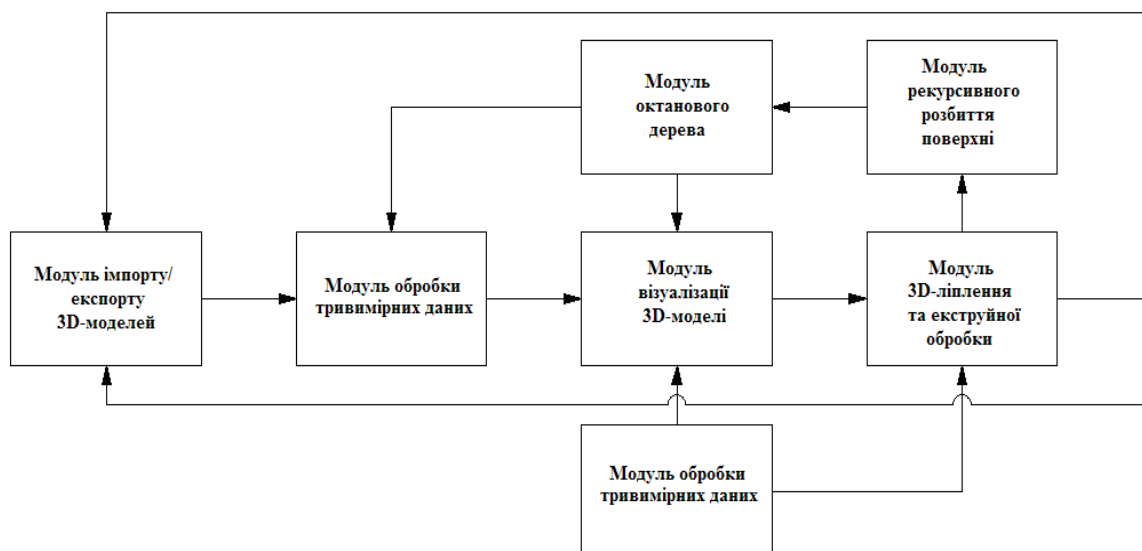 Модуль
октанового
дерева
Модуль
рекурсивного
розбиття
поверхні
Модуль імпорту/
експорту
3D-моделей
Модуль обробки
тривимірних даних
Модуль
візуалізації
3D-моделі
Модуль
3D-ліплення
та екструйної
обробки
Модуль обробки
тривимірних даних